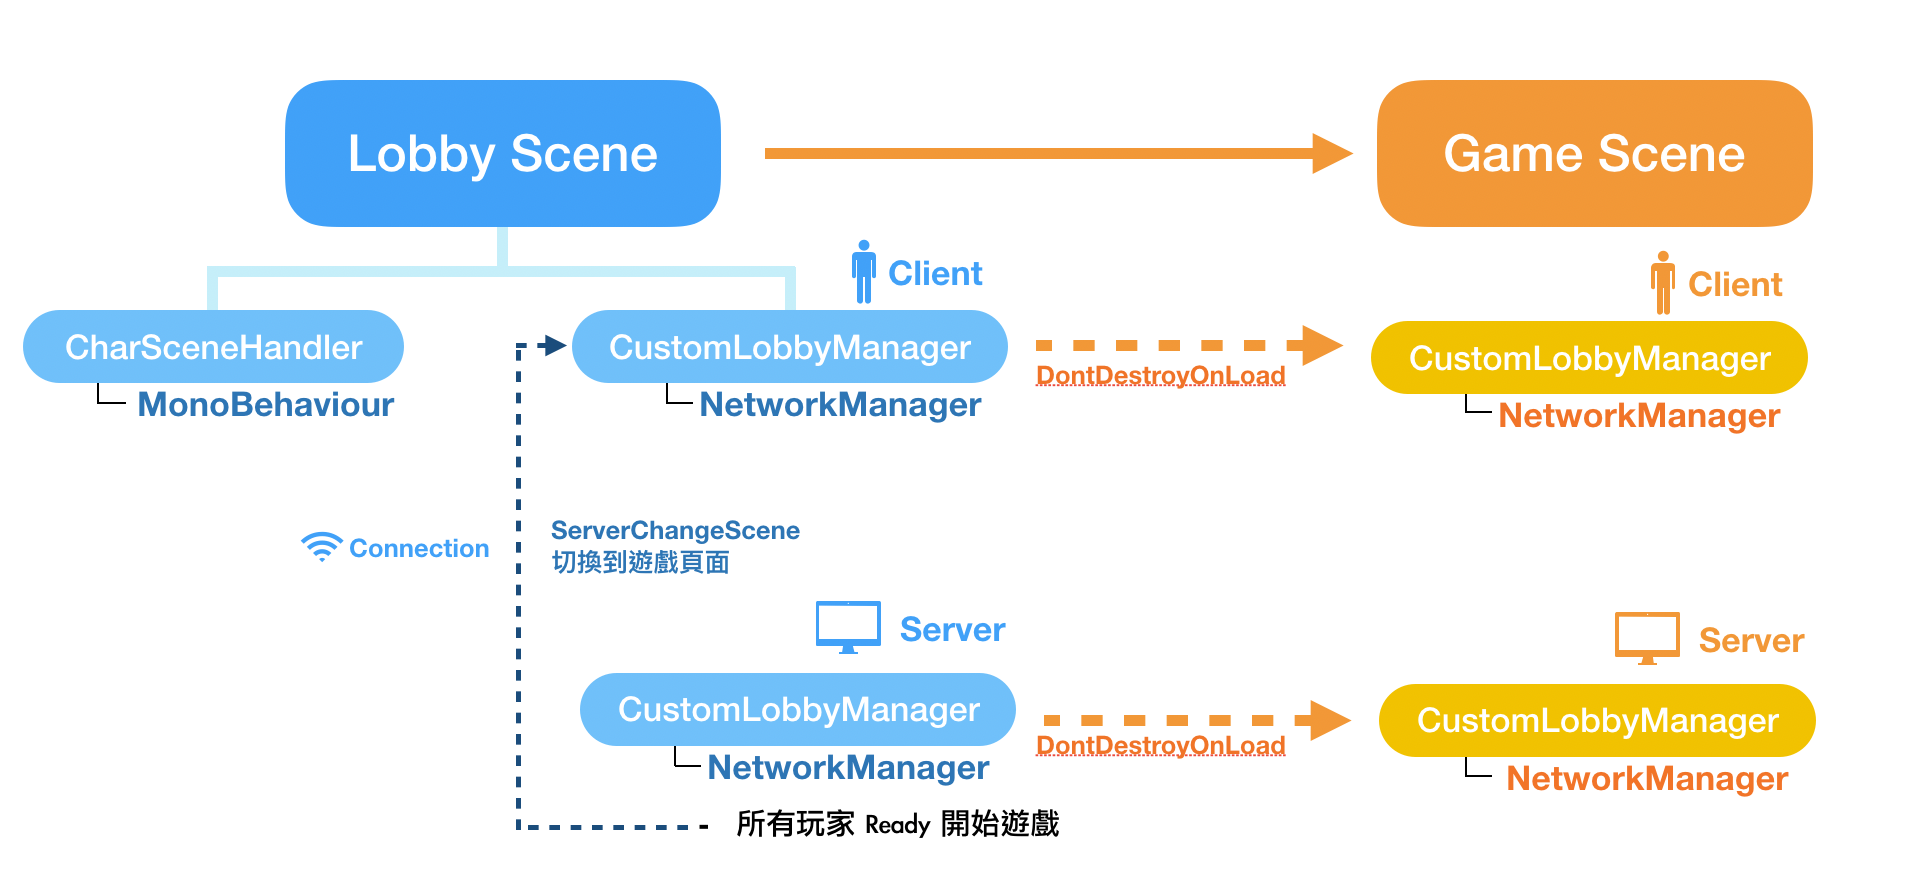 Lobby Scene
Game Scene
Client
Client
CharSceneHandler
CustomLobbyManager
CustomLobbyManager
DontDestroyOnLoad
MonoBehaviour
NetworkManager
NetworkManager
Connection
ServerChangeScene
切換到遊戲頁面
Server
Server
CustomLobbyManager
CustomLobbyManager
DontDestroyOnLoad
NetworkManager
NetworkManager
所有玩家 Ready 開始遊戲